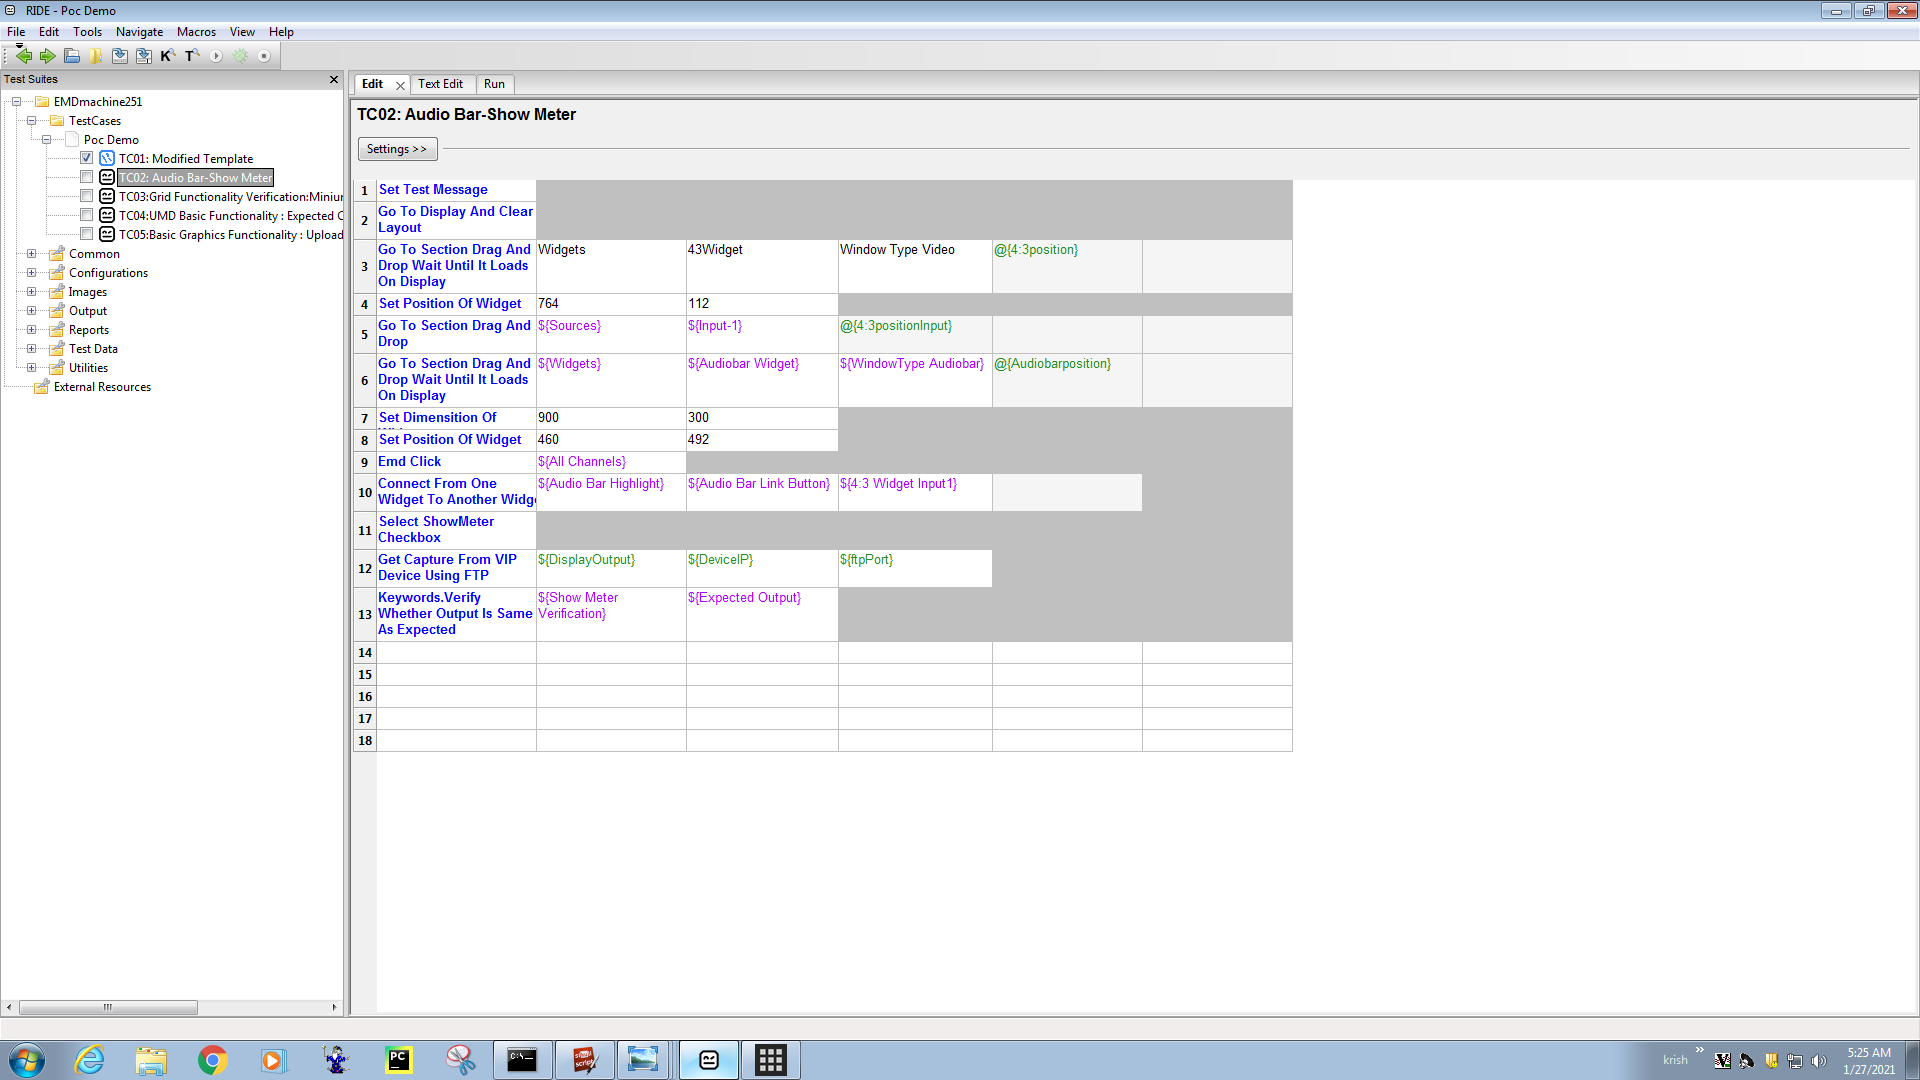 RIDE - Poc Demo
File Edit Tools Navigate Macros View Help
Test Suites
EMDmachine251
TestCases
Poc Demo
TC01: Modified Template
TC02: Audio Bar-Show Meter
TC03:Grid Functionality Verification:Miniur
TC04:UMD Basic Functionality : Expected C
TC05:Basic Graphics Functionality : Upload
Common
Configurations
Images
Output
Reports
Test Data
Utilities
External Resources
Edit Text Edit Run
TC02: Audio Bar-Show Meter
Settings >>
1 Set Test Message
2 Go To Display And Clear
Layout
3 Go To Section Drag And Widgets 43Widget Window Type Video @{4:3position}
Drop Wait Until It Loads
On Display
4 Set Position Of Widget 764 112
5 Go To Section Drag And ${Sources} ${Input-1} @{4:3positionInput}
Drop
6 Go To Section Drag And ${Widgets} ${Audiobar Widget} ${WindowType Audiobar} @{Audiobarposition}
Drop Wait Until It Loads
On Display
7 Set Dimensition Of 900 300
8 Set Position Of Widget 460 492
9 Emd Click ${All Channels}
10 Connect From One ${Audio Bar Highlight} ${Audio Bar Link Button} ${4:3 Widget Input1}
Widget To Another Widg
11 Select ShowMeter
Checkbox
12 Get Capture From VIP ${DisplayOutput} ${DeviceIP} ${ftpPort}
Device Using FTP
13 Keywords.Verify ${Show Meter ${Expected Output}
Whether Output Is Same Verification}
As Expected
14
15
16
17
18
krish
5:25 AM
1/27/2021